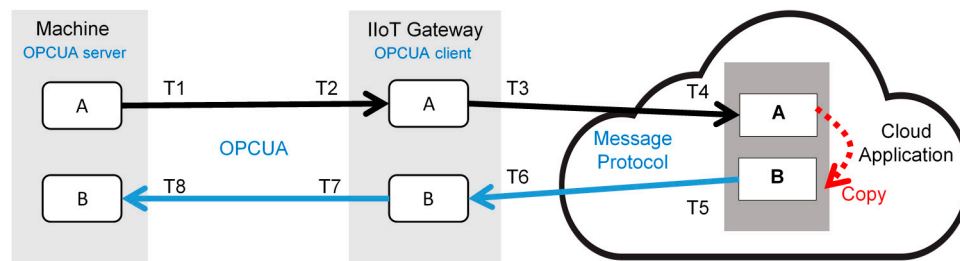 Machine
OPCUA server
IIoT Gateway
OPCUA client
A
T1
T2
A
T3
T4
A
OPCUA
Message
Protocol
Cloud
Application
B
T8
T7
B
T6
T5
B
Copy